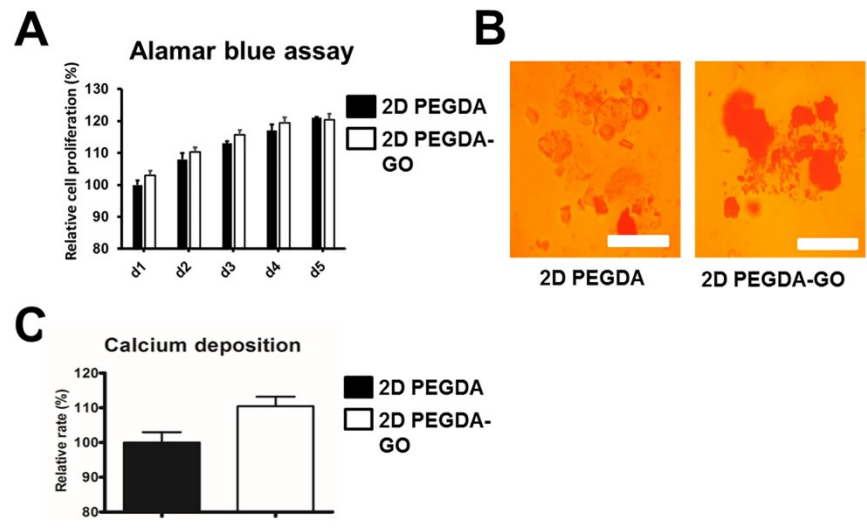 A
Alamar blue assay
Relative cell proliferation (%)
130
120
110
100
90
80
d1
d2
d3
d4
d5
2D PEGDA
2D PEGDA-
GO
B
2D PEGDA
2D PEGDA-GO
C
Calcium deposition
Relative rate (%)
120
110
100
90
80
2D PEGDA
2D PEGDA-
GO